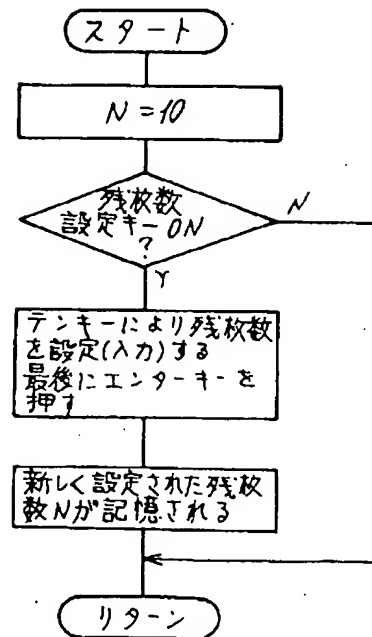 スタート
N=10
残枚数
設定キーON
?
N
Y
テンキーにより残枚数
を設定(入力)する
最後にエンターキーを
押す
新しく設定された残枚
数Nが記憶される
リターン